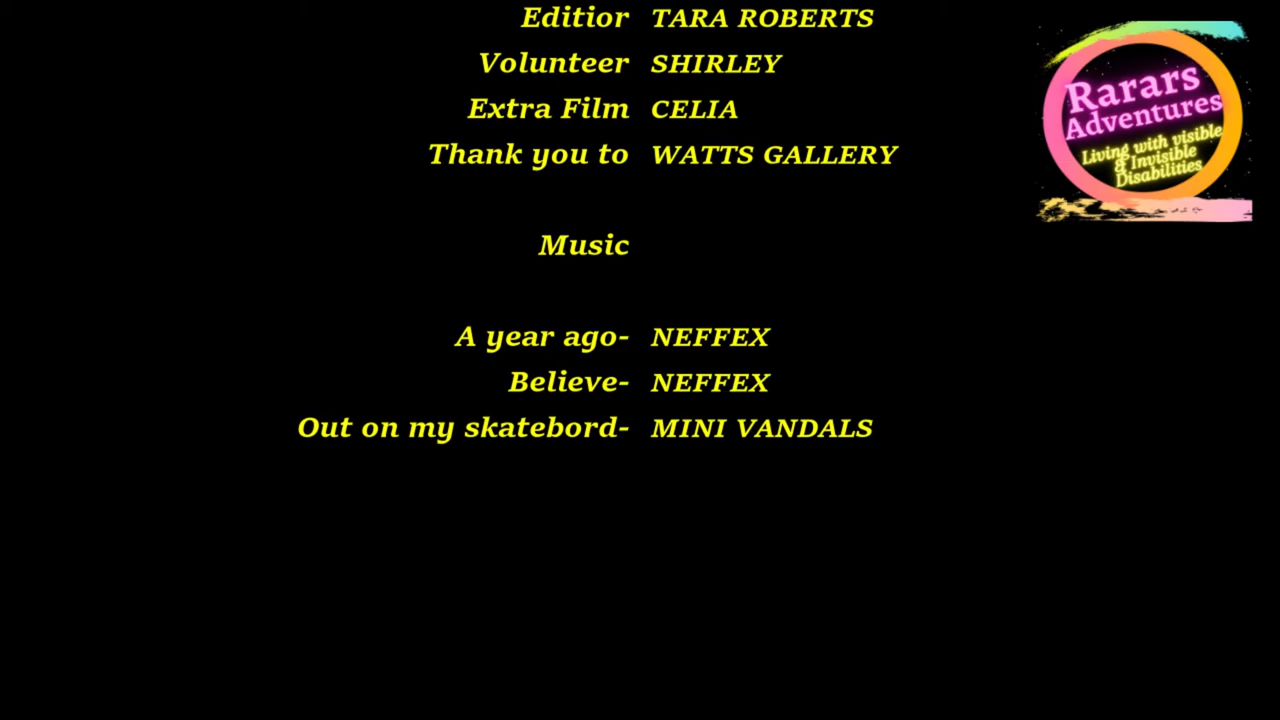 Editior TARA ROBERTS
Volunteer SHIRLEY
Extra Film CELIA
Thank you to WATTS GALLERY
Music
A year ago- NEFFEX
Believe- NEFFEX
Out on my skatebord- MINI VANDALS
Rarars
Adventures
Living with visible
& Invisible
Disabilities